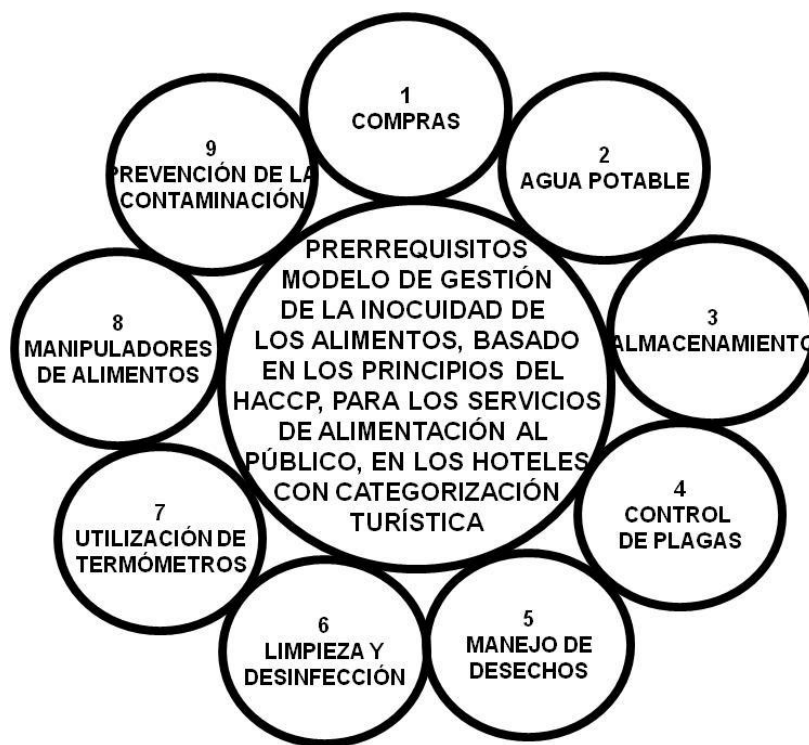 1
COMPRAS
2
AGUA POTABLE
3
ALMACENAMIENTO
4
CONTROL
DE PLAGAS
5
MANEJO DE
DESECHOS
6
LIMPIEZA Y
DESINFECCIÓN
7
UTILIZACIÓN DE
TERMÓMETROS
8
MANIPULADORES
DE ALIMENTOS
9
PREVENCIÓN DE LA
CONTAMINACIÓN
PRERREQUISITOS
MODELO DE GESTIÓN
DE LA INOCUIDAD DE
LOS ALIMENTOS, BASADO
EN LOS PRINCIPIOS DEL
HACCP, PARA LOS SERVICIOS
DE ALIMENTACIÓN AL
PÚBLICO, EN LOS HOTELES
CON CATEGORIZACIÓN
TURÍSTICA